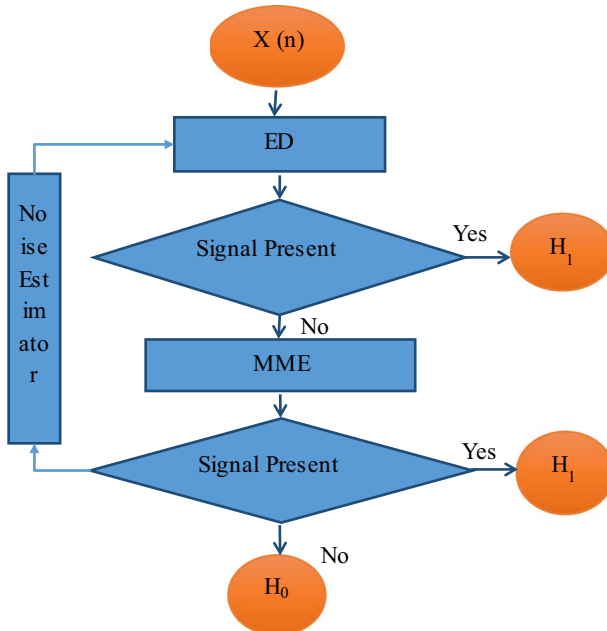 X (n)
ED
Signal Present
Yes
H₁
No
MME
No
ise
Est
im
ato
r
Signal Present
Yes
H₁
No
H₀